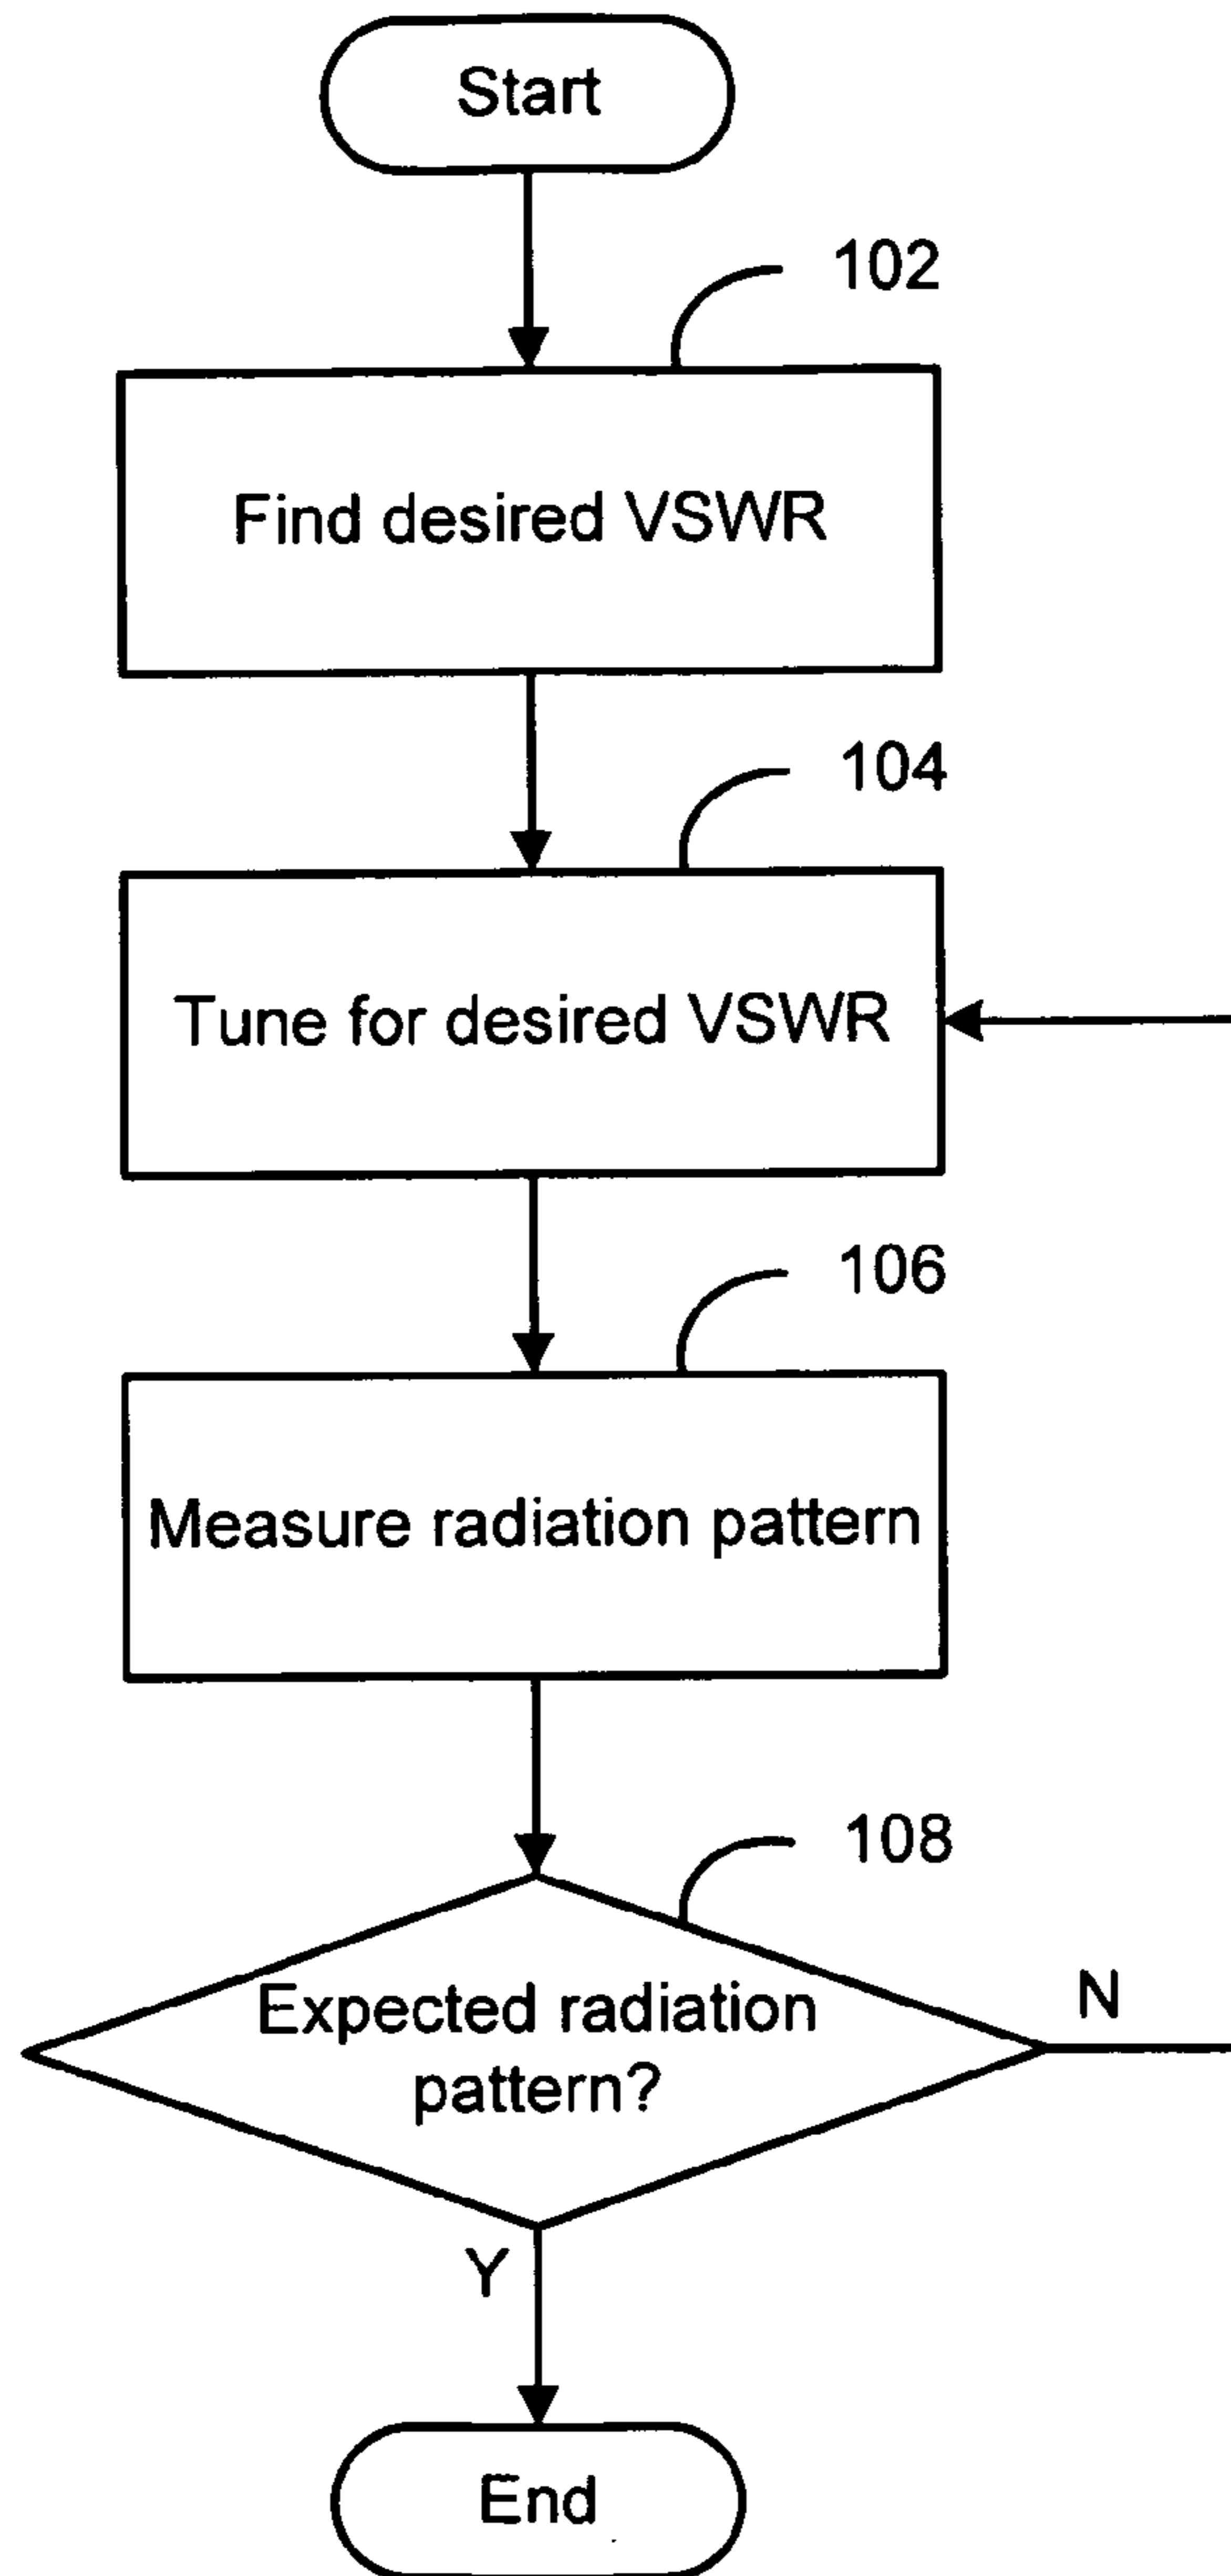 Start
102
Find desired VSWR
104
Tune for desired VSWR
106
Measure radiation pattern
108
Expected radiation
pattern?
N
Y
End